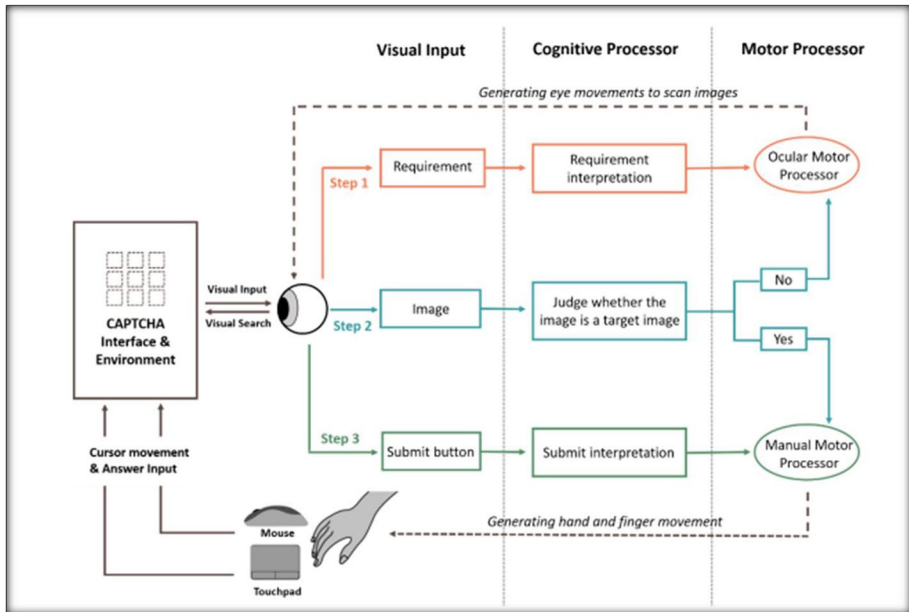 Visual Input
Cognitive Processor
Motor Processor
Generating eye movements to scan images
Step 1
Requirement
Requirement
interpretation
Ocular Motor
Processor
CAPTCHA
Interface &
Environment
Visual Input
Visual Search
Step 2
Image
Judge whether the
image is a target image
No
Yes
Step 3
Submit button
Submit interpretation
Manual Motor
Processor
Cursor movement
& Answer Input
Mouse
Touchpad
Generating hand and finger movement